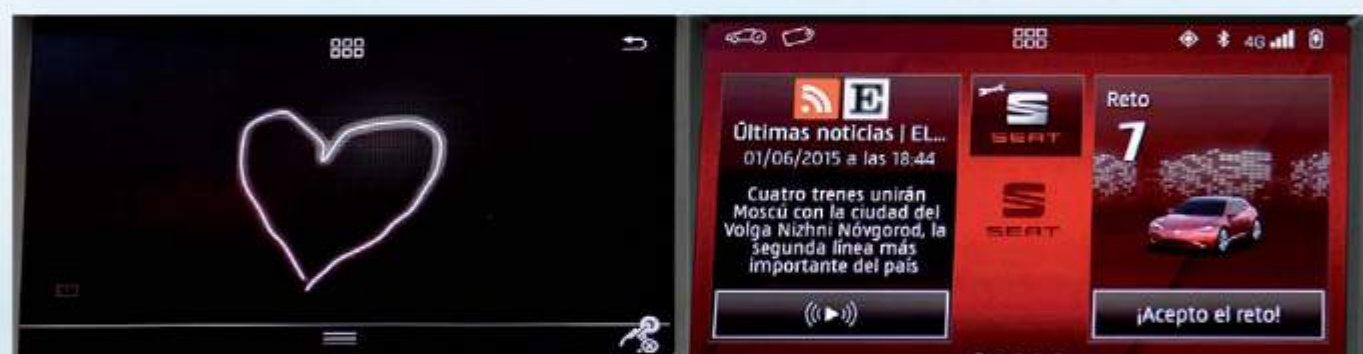 4G
E
Últimas noticias | EL...
01/06/2015 a las 18:44
Cuatro trenes unirán
Moscú con la ciudad del
Volga Nizhni Nóvgorod, la
segunda línea más
importante del país
SEAT
SEAT
Reto
7
¡Acepto el reto!